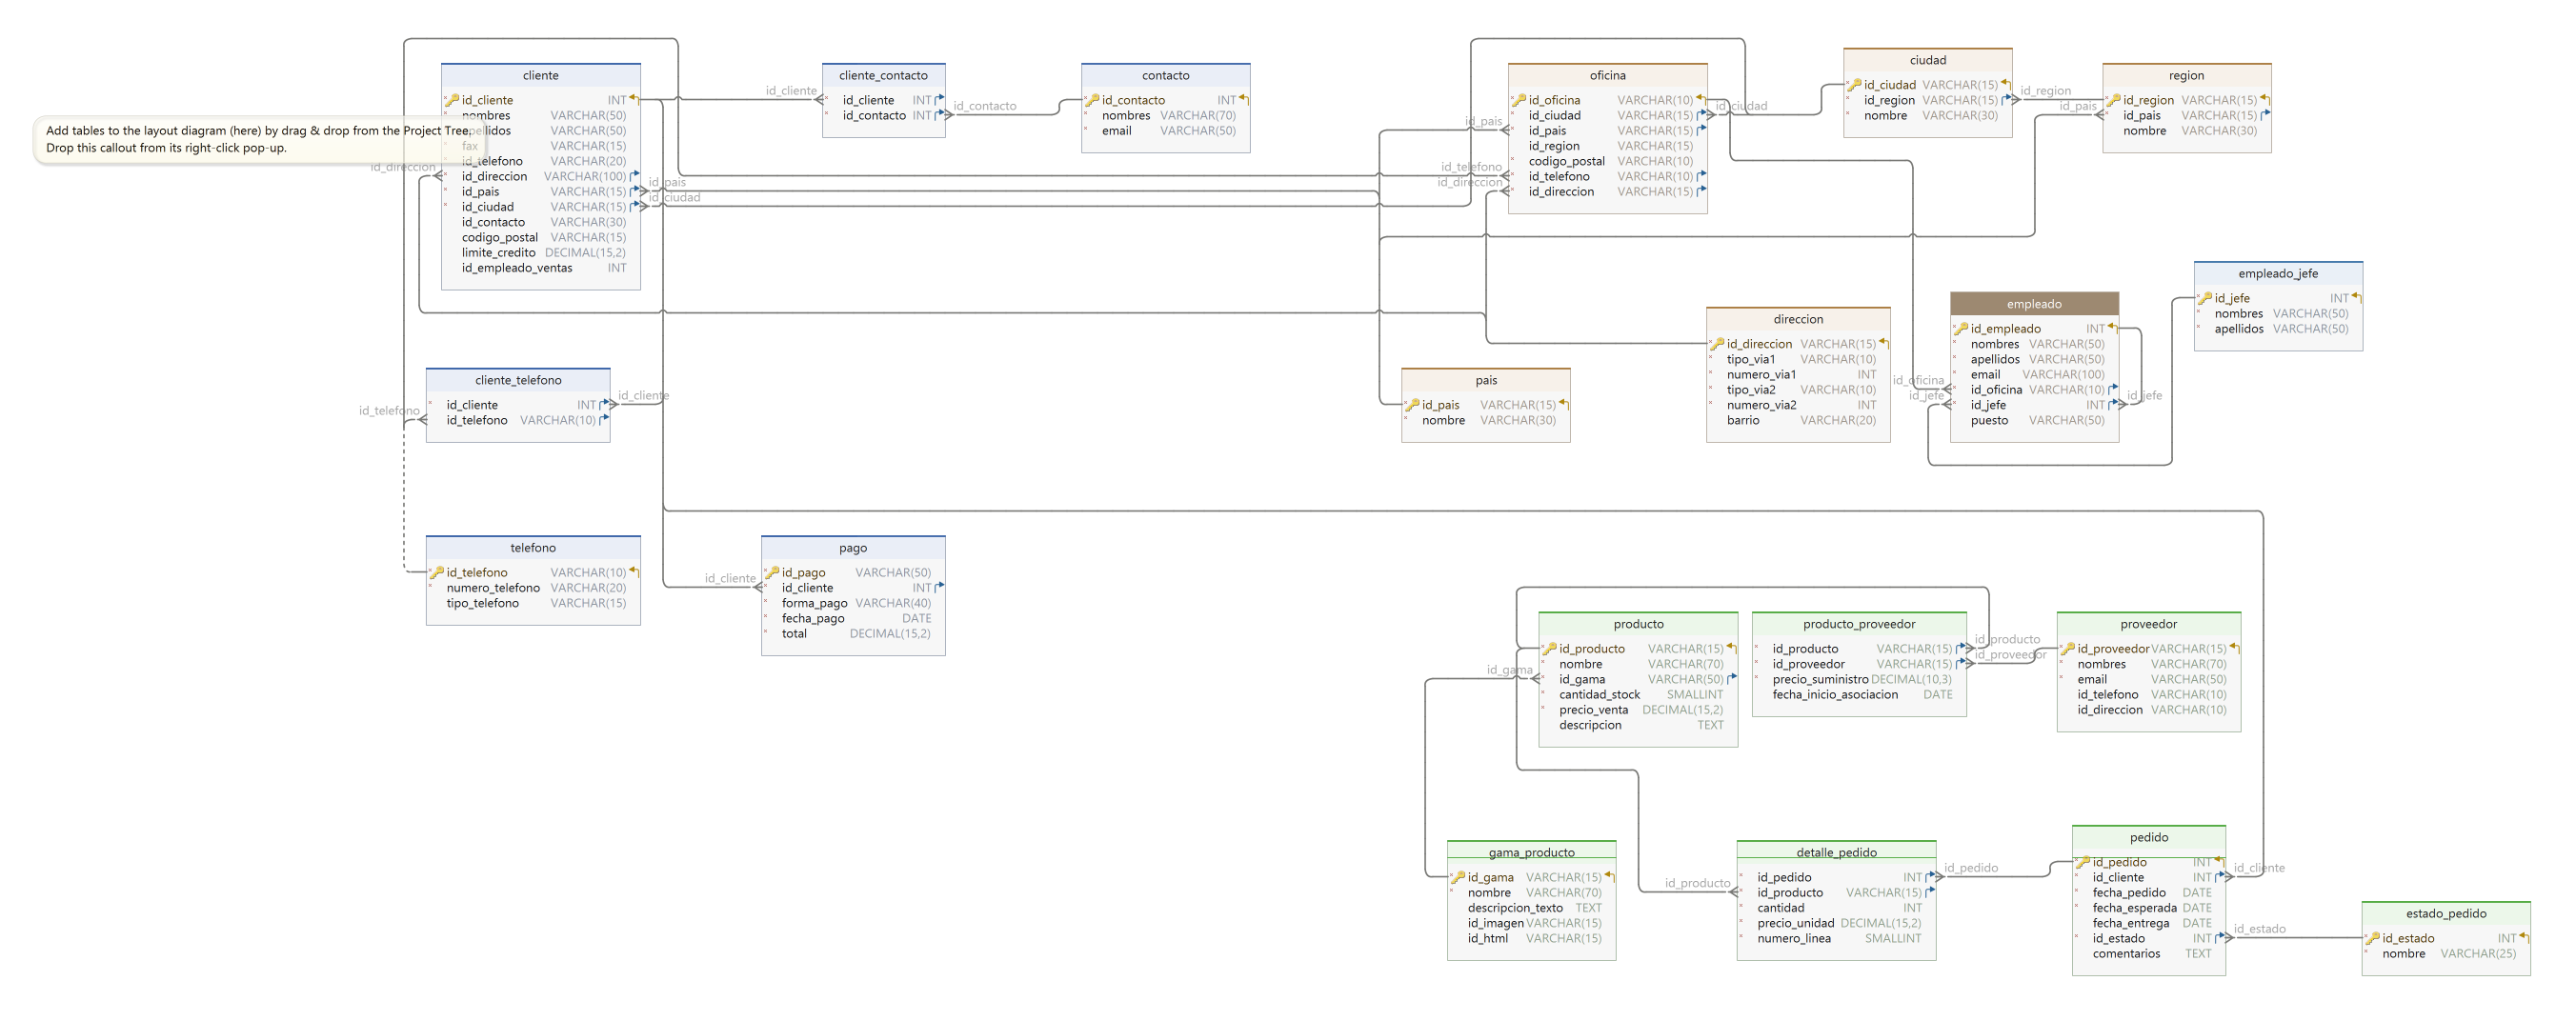 Add tables to the layout diagram (here) by drag & drop from the Project Tree.
Drop this callout from its right-click pop-up.
cliente
id_cliente INT
nombres VARCHAR(50)
apellidos VARCHAR(50)
fax VARCHAR(15)
id_telefono VARCHAR(20)
id_direccion VARCHAR(100)
id_pais VARCHAR(15)
id_ciudad VARCHAR(15)
id_contacto VARCHAR(30)
codigo_postal VARCHAR(15)
limite_credito DECIMAL(15,2)
id_empleado_ventas INT
id_direccion
id_pais
id_ciudad
id_cliente
cliente_contacto
id_cliente INT
id_contacto INT
id_contacto
contacto
id_contacto INT
nombres VARCHAR(70)
email VARCHAR(50)
id_pais
id_telefono
id_direccion
oficina
id_oficina VARCHAR(10)
id_ciudad VARCHAR(15)
id_pais VARCHAR(15)
id_region VARCHAR(15)
codigo_postal VARCHAR(10)
id_telefono VARCHAR(10)
id_direccion VARCHAR(15)
id_ciudad
ciudad
id_ciudad VARCHAR(15)
id_region VARCHAR(15)
nombre VARCHAR(30)
id_region
id_pais
region
id_region VARCHAR(15)
id_pais VARCHAR(15)
nombre VARCHAR(30)
empleado_jefe
id_jefe INT
nombres VARCHAR(50)
apellidos VARCHAR(50)
empleado
id_empleado INT
nombres VARCHAR(50)
apellidos VARCHAR(50)
email VARCHAR(100)
id_oficina VARCHAR(10)
id_jefe INT
puesto VARCHAR(50)
id_oficina
id_jefe
id_jefe
direccion
id_direccion VARCHAR(15)
tipo_via1 VARCHAR(10)
numero_via1 INT
tipo_via2 VARCHAR(10)
numero_via2 INT
barrio VARCHAR(20)
pais
id_pais VARCHAR(15)
nombre VARCHAR(30)
cliente_telefono
id_cliente INT
id_telefono VARCHAR(10)
id_cliente
id_telefono
telefono
id_telefono VARCHAR(10)
numero_telefono VARCHAR(20)
tipo_telefono VARCHAR(15)
id_cliente
pago
id_pago VARCHAR(50)
id_cliente INT
forma_pago VARCHAR(40)
fecha_pago DATE
total DECIMAL(15,2)
producto
id_producto VARCHAR(15)
nombre VARCHAR(70)
id_gama VARCHAR(50)
cantidad_stock SMALLINT
precio_venta DECIMAL(15,2)
descripcion TEXT
id_gama
producto_proveedor
id_producto VARCHAR(15)
id_proveedor VARCHAR(15)
precio_suministro DECIMAL(10,3)
fecha_inicio_asociacion DATE
id_producto
id_proveedor
proveedor
id_proveedor VARCHAR(15)
nombres VARCHAR(70)
email VARCHAR(50)
id_telefono VARCHAR(10)
id_direccion VARCHAR(10)
gama_producto
id_gama VARCHAR(15)
nombre VARCHAR(70)
descripcion_texto TEXT
id_imagen VARCHAR(15)
id_html VARCHAR(15)
id_producto
detalle_pedido
id_pedido INT
id_producto VARCHAR(15)
cantidad INT
precio_unidad DECIMAL(15,2)
numero_linea SMALLINT
id_pedido
pedido
id_pedido INT
id_cliente INT
fecha_pedido DATE
fecha_esperada DATE
fecha_entrega DATE
id_estado INT
comentarios TEXT
id_cliente
id_estado
estado_pedido
id_estado INT
nombre VARCHAR(25)